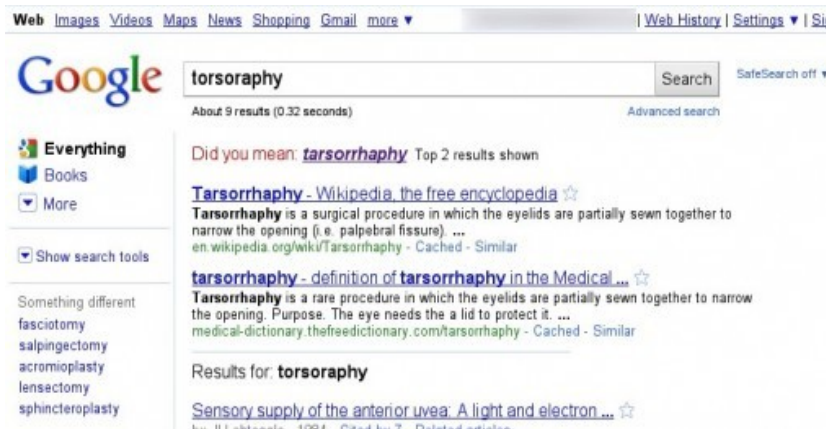 Web Images Videos Maps News Shopping Gmail more ▼ | Web History | Settings ▼ |
Google torsoraphy Search SafeSearch off ▼
About 9 results (0.32 seconds) Advanced search
Everything
Books
More
Show search tools
Something different
fasciotomy
salpingectomy
acromioplasty
lensectomy
sphincteroplasty
Did you mean: tarsorrhaphy Top 2 results shown
Tarsorrhaphy - Wikipedia, the free encyclopedia
Tarsorrhaphy is a surgical procedure in which the eyelids are partially sewn together to
narrow the opening (i.e. palpebral fissure). ...
en.wikipedia.org/wiki/Tarsorrhaphy - Cached - Similar
tarsorrhaphy - definition of tarsorrhaphy in the Medical ...
Tarsorrhaphy is a rare procedure in which the eyelids are partially sewn together to narrow
the opening. Purpose. The eye needs the a lid to protect it. ...
medical-dictionary.thefreedictionary.com/tarsorrhaphy - Cached - Similar
Results for: torsoraphy
Sensory supply of the anterior uvea: A light and electron ...